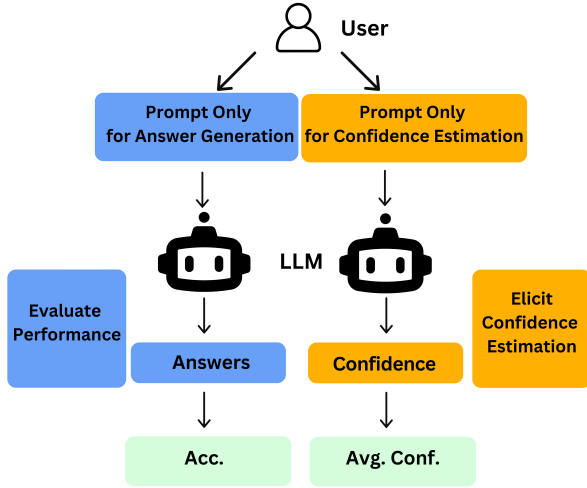 User
Prompt Only
for Answer Generation
Prompt Only
for Confidence Estimation
LLM
Evaluate
Performance
Elicit
Confidence
Estimation
Answers
Confidence
Acc.
Avg. Conf.